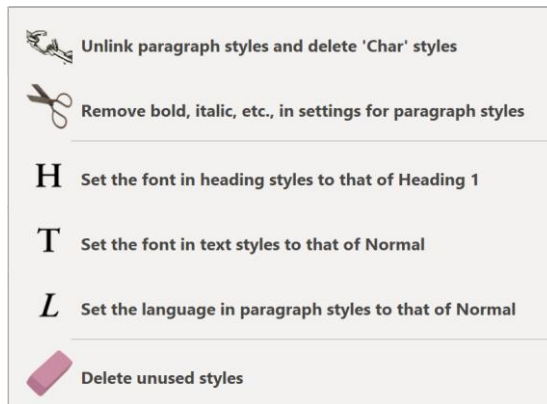 Unlink paragraph styles and delete 'Char' styles
Remove bold, italic, etc., in settings for paragraph styles
H Set the font in heading styles to that of Heading 1
T Set the font in text styles to that of Normal
L Set the language in paragraph styles to that of Normal
Delete unused styles